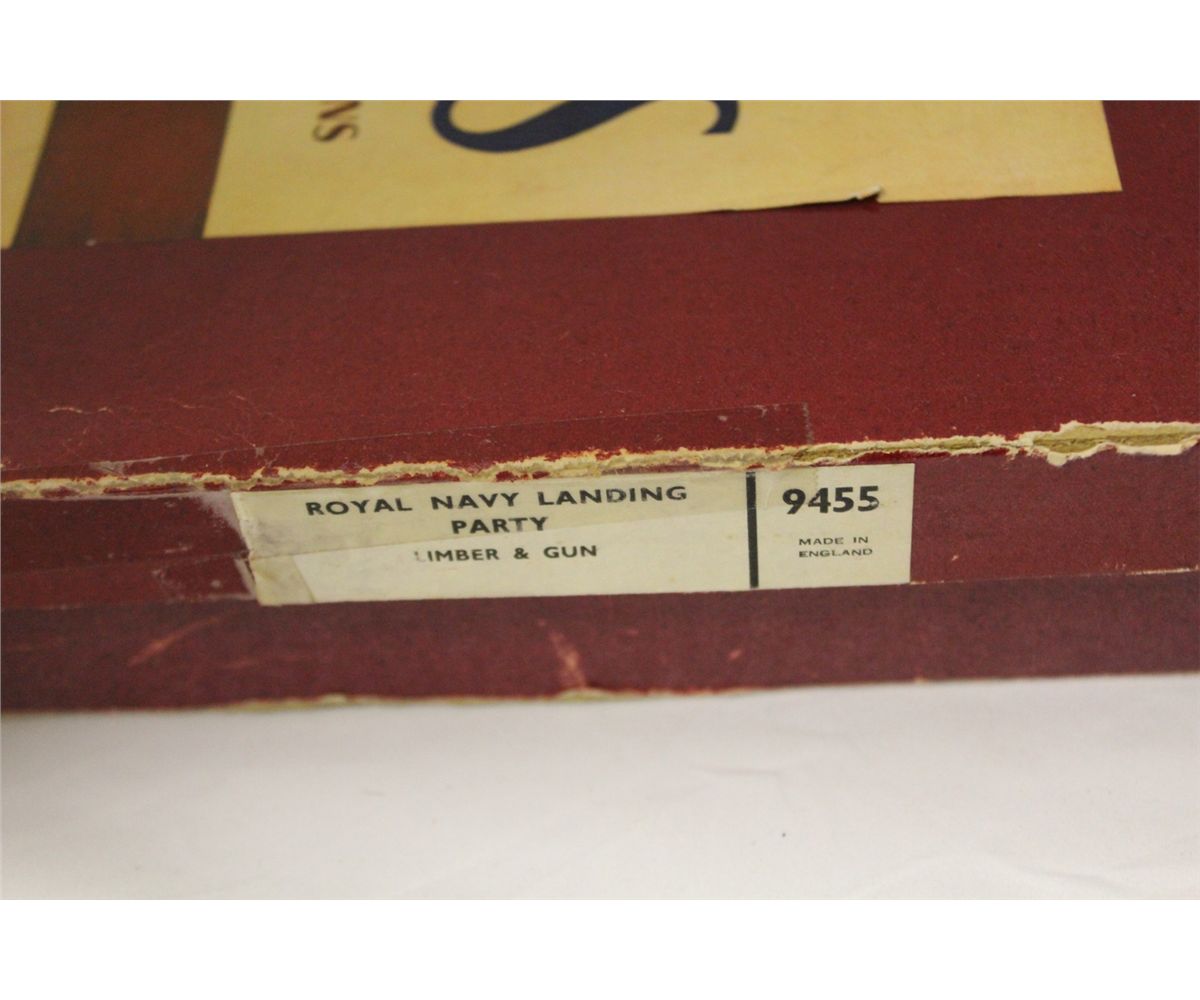 S
ROYAL NAVY LANDING
PARTY
LIMBER & GUN
9455
MADE IN
ENGLAND